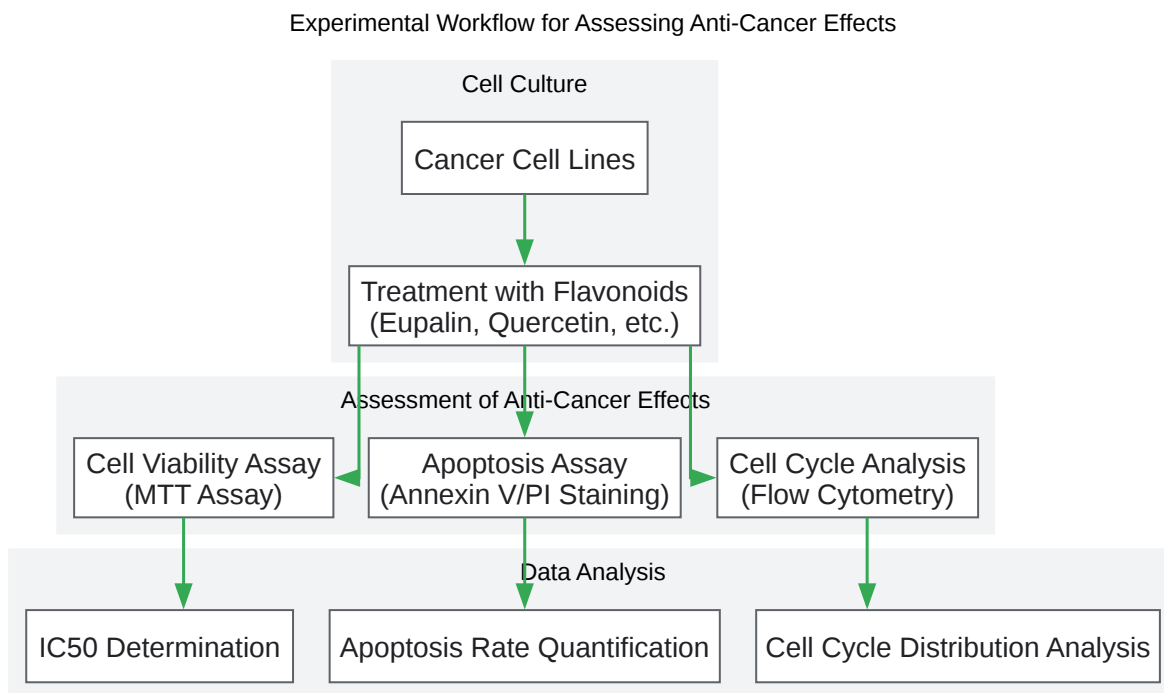 Experimental Workflow for Assessing Anti-Cancer Effects
Cell Culture
Cancer Cell Lines
Treatment with Flavonoids
(Eupalin, Quercetin, etc.)
Assessment of Anti-Cancer Effects
Cell Viability Assay
(MTT Assay)
Apoptosis Assay
(Annexin V/PI Staining)
Cell Cycle Analysis
(Flow Cytometry)
Data Analysis
IC50 Determination
Apoptosis Rate Quantification
Cell Cycle Distribution Analysis